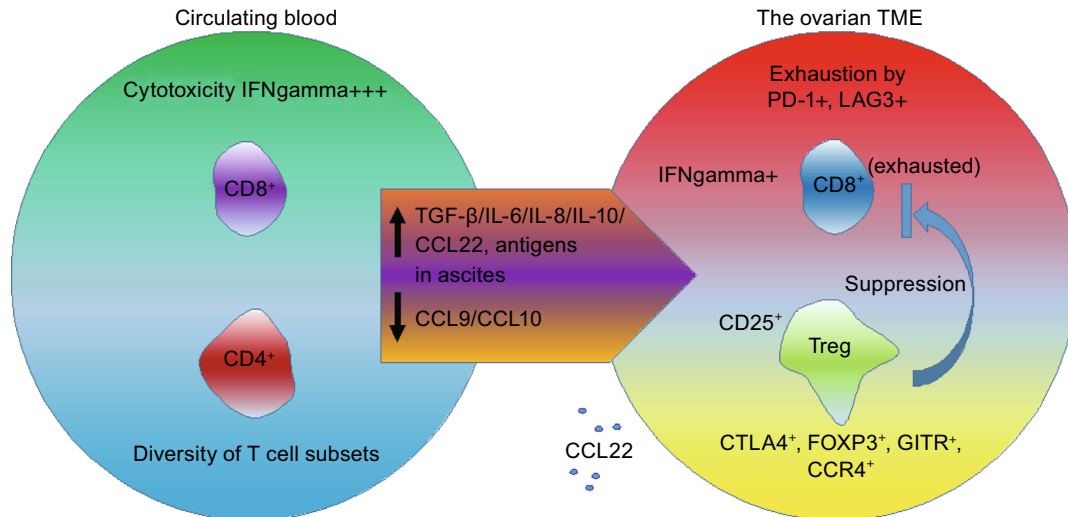 Circulating blood
Cytotoxicity IFNgamma+++
CD8⁺
CD4⁺
Diversity of T cell subsets
TGF-β/IL-6/IL-8/IL-10/
CCL22, antigens
in ascites
CCL9/CCL10
CCL22
The ovarian TME
Exhaustion by
PD-1+, LAG3+
IFNgamma+
CD8⁺
(exhausted)
Suppression
CD25⁺
Treg
CTLA4⁺, FOXP3⁺, GITR⁺,
CCR4⁺